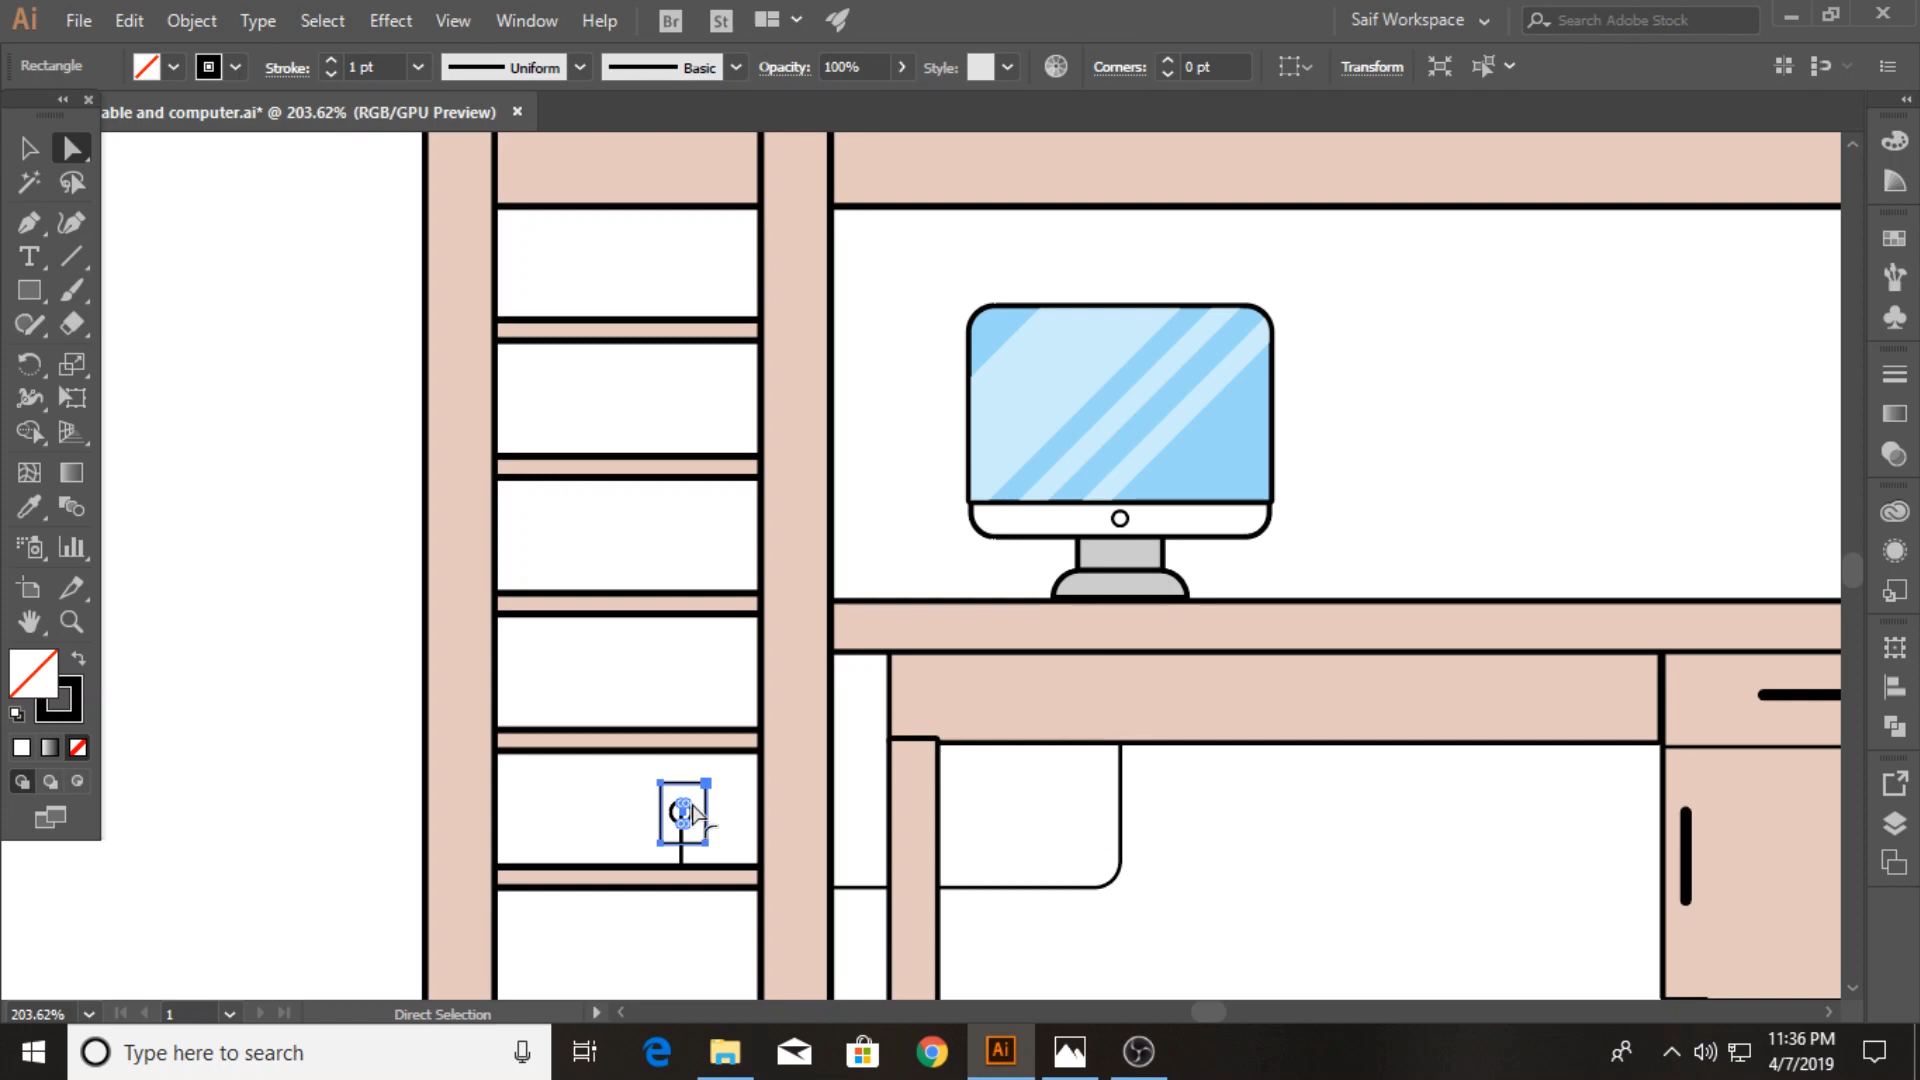 Ai File Edit Object Type Select Effect View Window Help Br St Saif Workspace Search Adobe Stock
Rectangle Stroke: 1 pt Uniform Basic Opacity: 100% Style: Corners: 0 pt Transform
able and computer.ai* @ 203.62% (RGB/GPU Preview)
T
203.62% 1 Direct Selection
Type here to search Ai 11:36 PM
4/7/2019